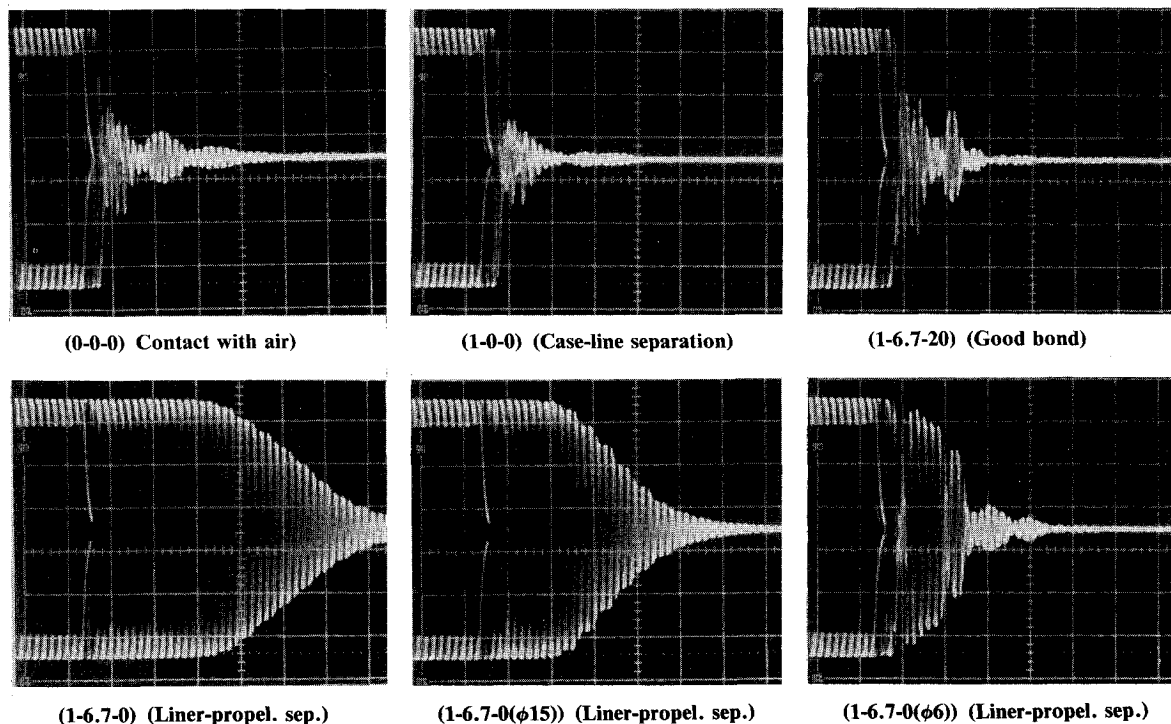 (0-0-0) Contact with air)
(1-0-0) (Case-line separation)
(1-6.7-20) (Good bond)
(1-6.7-0) (Liner-propel. sep.)
(1-6.7-0(φ15)) (Liner-propel. sep.)
(1-6.7-0(φ6)) (Liner-propel. sep.)